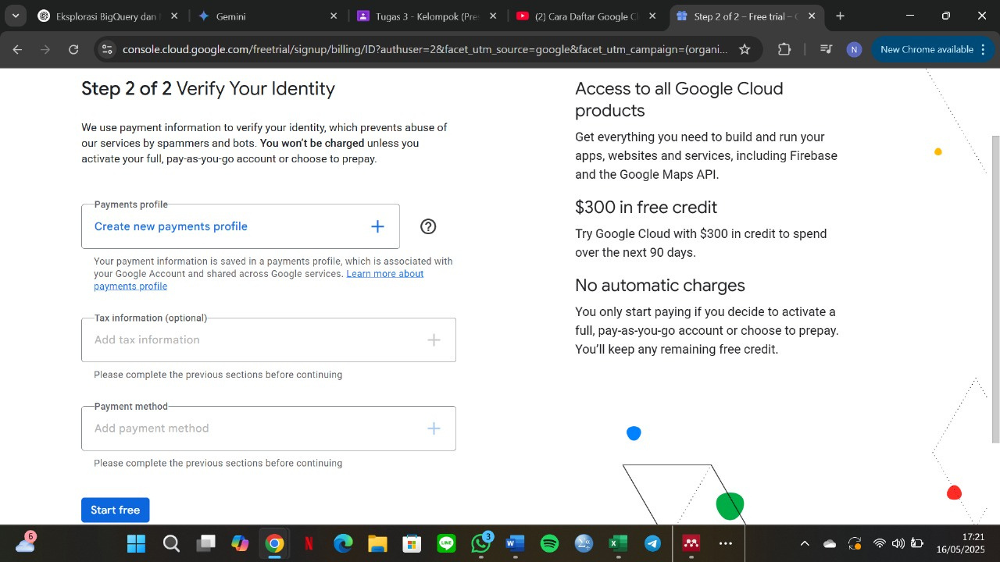 Eksplorasi BigQuery dan
Gemini
Tugas 3 - Kelompok (Pre
(2) Cara Daftar Google Cl
Step 2 of 2 – Free trial –
console.cloud.google.com/freetrial/signup/billing/ID?authuser=2&facet_utm_source=google&facet_utm_campaign=(organi...
N
New Chrome available
Step 2 of 2 Verify Your Identity
We use payment information to verify your identity, which prevents abuse of
our services by spammers and bots. You won't be charged unless you
activate your full, pay-as-you-go account or choose to prepay.
Payments profile
Create new payments profile
Your payment information is saved in a payments profile, which is associated with
your Google Account and shared across Google services. Learn more about
payments profile
Tax information (optional)
Add tax information
Please complete the previous sections before continuing
Payment method
Add payment method
Please complete the previous sections before continuing
Start free
Access to all Google Cloud
products
Get everything you need to build and run your
apps, websites and services, including Firebase
and the Google Maps API.
$300 in free credit
Try Google Cloud with $300 in credit to spend
over the next 90 days.
No automatic charges
You only start paying if you decide to activate a
full, pay-as-you-go account or choose to prepay.
You'll keep any remaining free credit.
6
3
17:21
16/05/2025